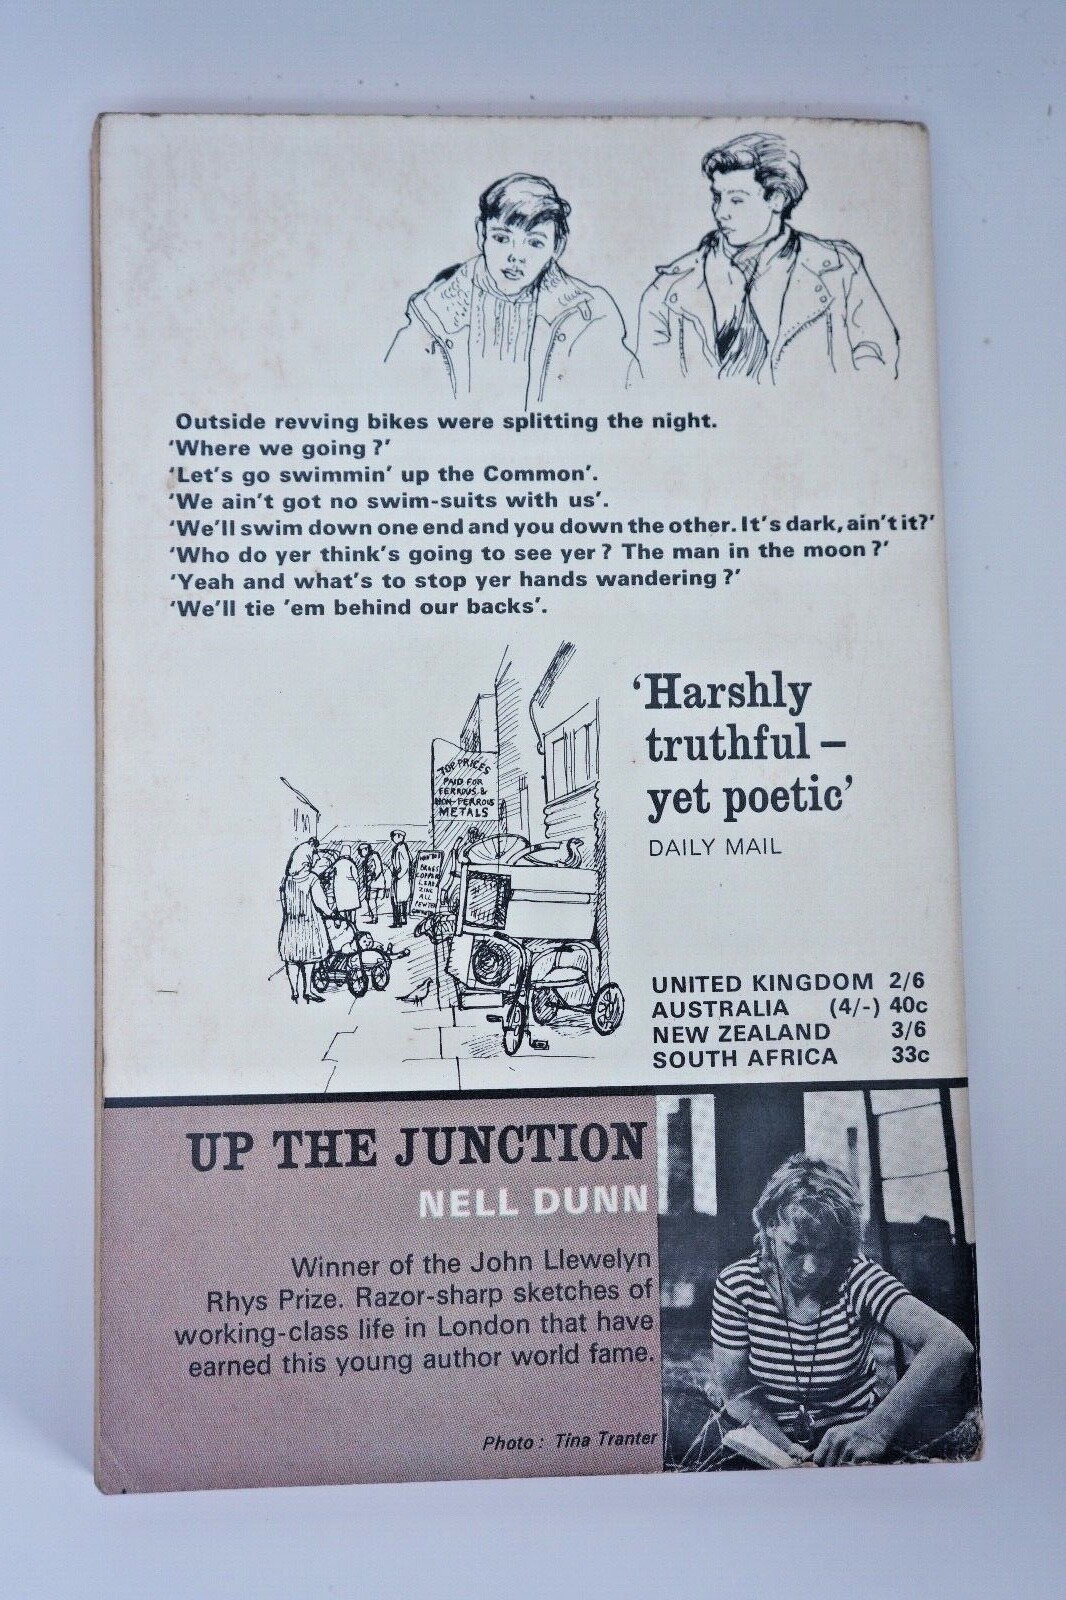 Outside revving bikes were splitting the night.
‘Where we going ?’
‘Let's go swimmin’ up the Common’.
‘We ain't got no swim-suits with us’.
‘We'll swim down one end and you down the other. It's dark, ain't it?’
‘Who do yer think's going to see yer ? The man in the moon ?’
‘Yeah and what's to stop yer hands wandering ?’
‘We'll tie ’em behind our backs’.
‘Harshly
truthful –
yet poetic’
DAILY MAIL
TOP PRICES
PAID FOR
FERROUS &
NON-FERROUS
METALS
BRASS
COPPER
LEAD
ZINC
ALL
PEWTER
UNITED KINGDOM 2/6
AUSTRALIA (4/-) 40c
NEW ZEALAND 3/6
SOUTH AFRICA 33c
UP THE JUNCTION
NELL DUNN
Winner of the John Llewelyn
Rhys Prize. Razor-sharp sketches of
working-class life in London that have
earned this young author world fame.
Photo : Tina Tranter